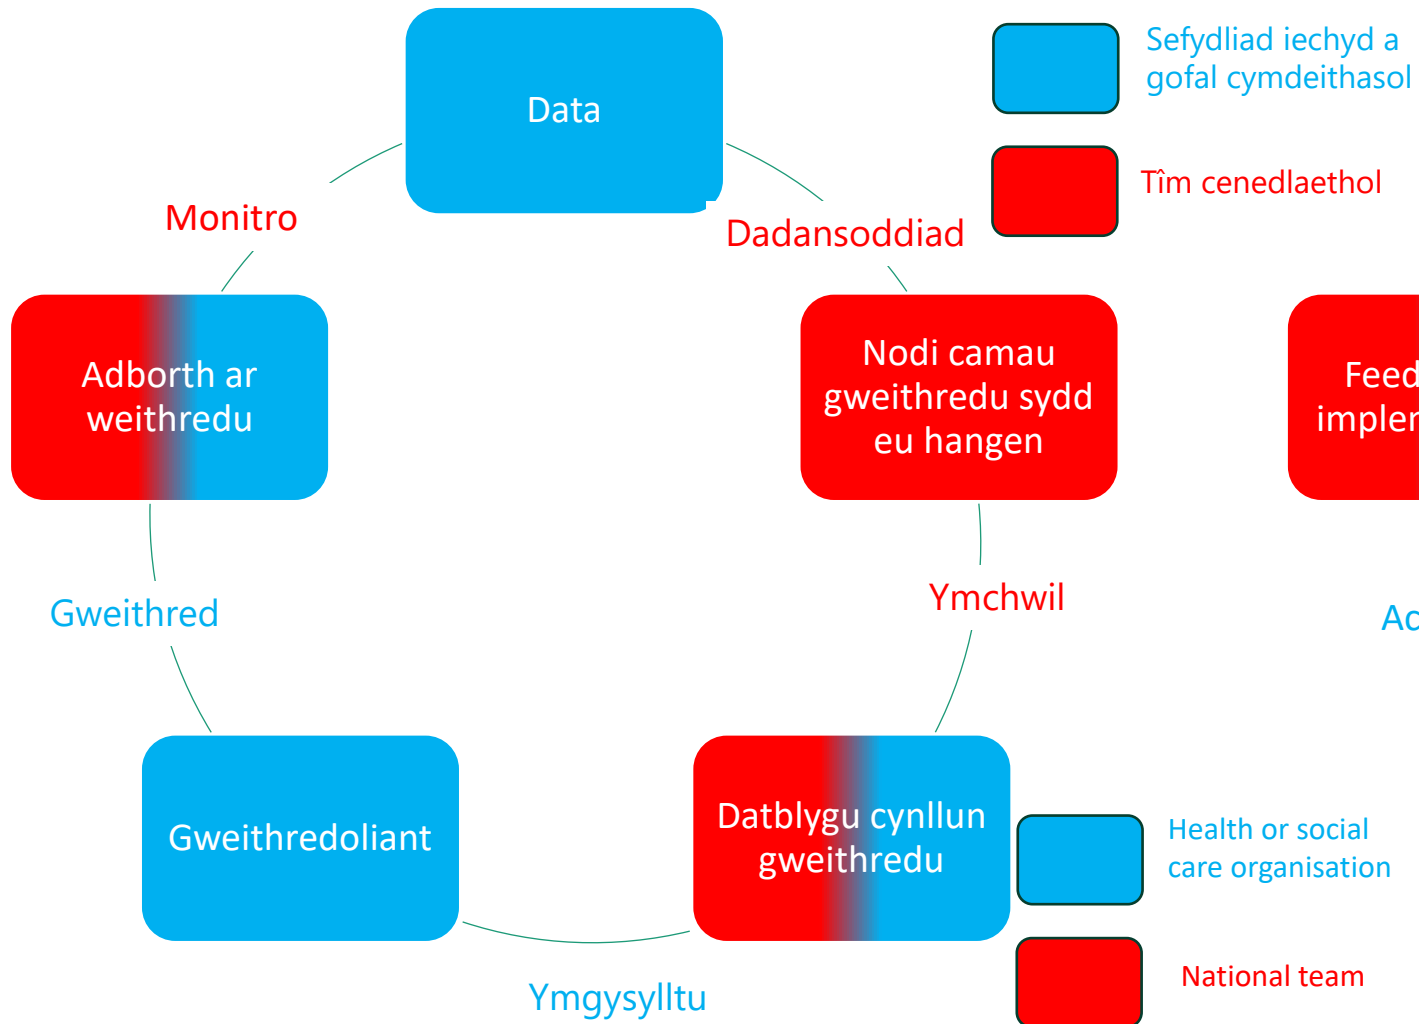 Data
Sefydliad iechyd a
gofal cymdeithasol
Tîm cenedlaethol
Monitro
Dadansoddiad
Adborth ar
weithredu
Nodi camau
gweithredu sydd
eu hangen
Gweithred
Ymchwil
Gweithredoliant
Datblygu cynllun
gweithredu
Ymgysylltu
Health or social
care organisation
National team